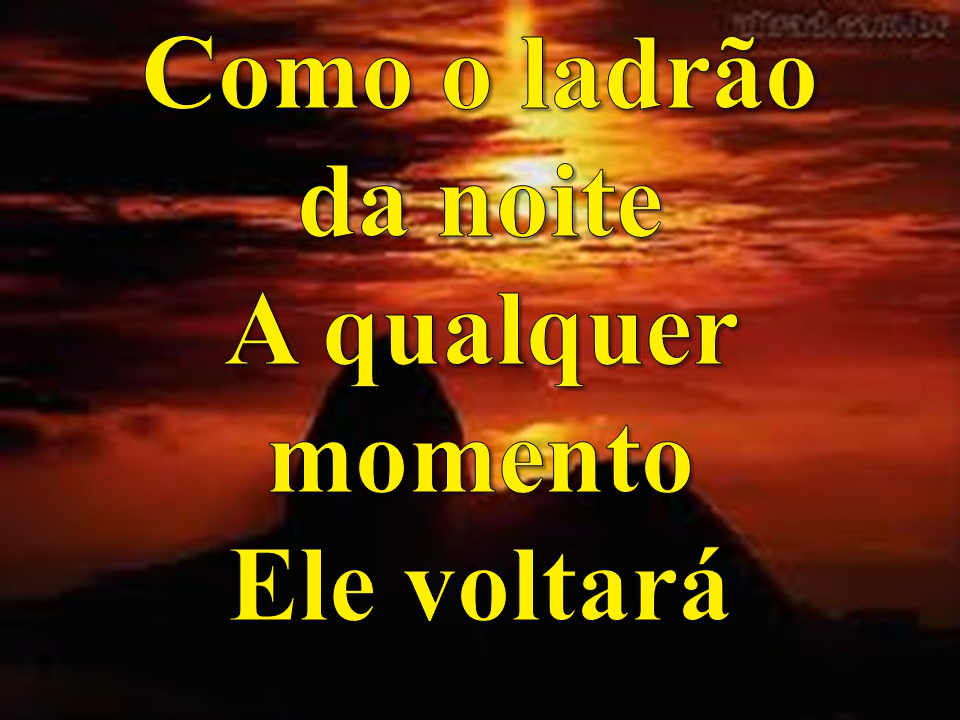 Como o ladrão
da noite
A qualquer
momento
Ele voltará